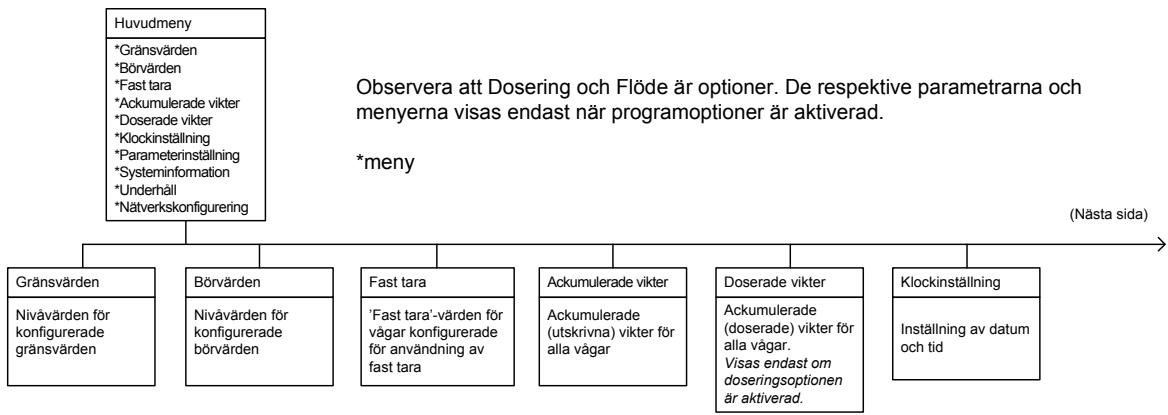 Huvudmeny
*Gränsvärden
*Börvärden
*Fast tara
*Ackumulerade vikter
*Doserade vikter
*Klockinställning
*Parameterinställning
*Systeminformation
*Underhåll
*Nätverkskonfigurering
Observera att Dosering och Flöde är optioner. De respektive parametrarna och
menyerna visas endast när programoptioner är aktiverad.
*meny
(Nästa sida)
Gränsvärden
Nivåvärden för
konfigurerade
gränsvärden
Börvärden
Nivåvärden för
konfigurerade
börvärden
Fast tara
’Fast tara’-värden för
vågar konfigurerade
för användning av
fast tara
Ackumulerade vikter
Ackumulerade
(utskrivna) vikter för
alla vågar
Doserade vikter
Ackumulerade
(doserade) vikter för
alla vågar.
Visas endast om
doseringsoptionen
är aktiverad.
Klockinställning
Inställning av datum
och tid